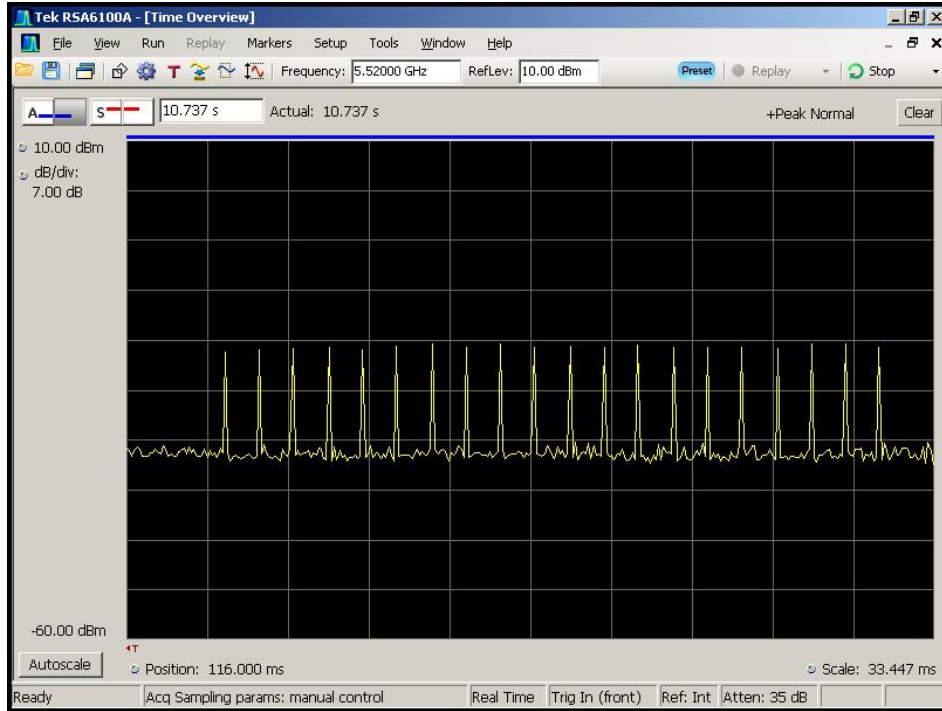 Tek RSA6100A - [Time Overview]
File View Run Replay Markers Setup Tools Window Help
Frequency: 5.52000 GHz RefLev: 10.00 dBm Preset Replay Stop
A S 10.737 s Actual: 10.737 s +Peak Normal Clear
10.00 dBm
dB/div:
7.00 dB
-60.00 dBm
T
Autoscale Position: 116.000 ms Scale: 33.447 ms
Ready Acq Sampling params: manual control Real Time Trig In (front) Ref: Int Atten: 35 dB